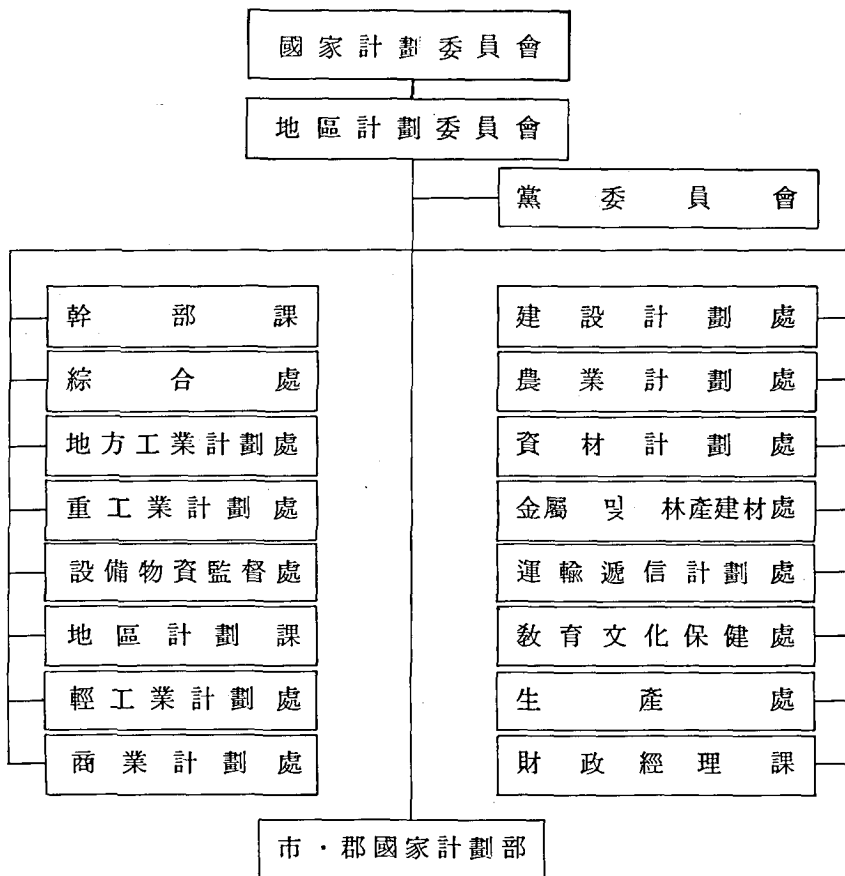 國家計劃委員會
地區計劃委員會
黨委員會
幹部課
綜合處
地方工業計劃處
重工業計劃處
設備物資監督處
地區計劃課
輕工業計劃處
商業計劃處
建設計劃處
農業計劃處
資材計劃處
金屬 및 林產建材處
運輸遞信計劃處
敎育文化保健處
生產處
財政經理課
市·郡國家計劃部